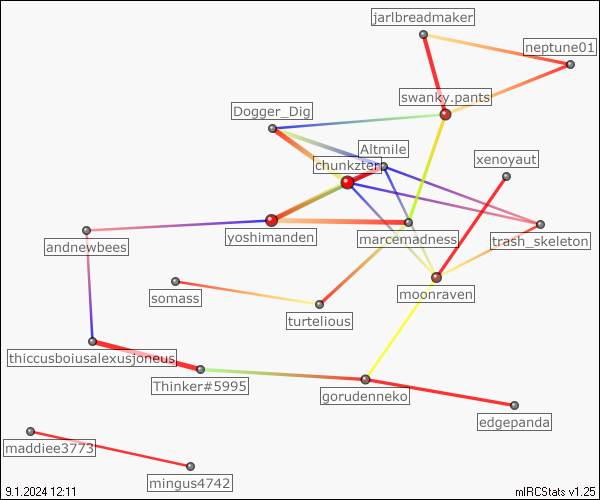 jarlbreadmaker
neptune01
swanky.pants
Dogger_Dig
Altmile
xenoyaut
chunkzter
yoshimanden
marcemadness
trash_skeleton
andnewbees
somass
moonraven
turtelious
thiccusboiusalexusjoneus
Thinker#5995
gorudenneko
edgepanda
maddiee3773
mingus4742
9.1.2024 12:11
mIRCStats v1.25